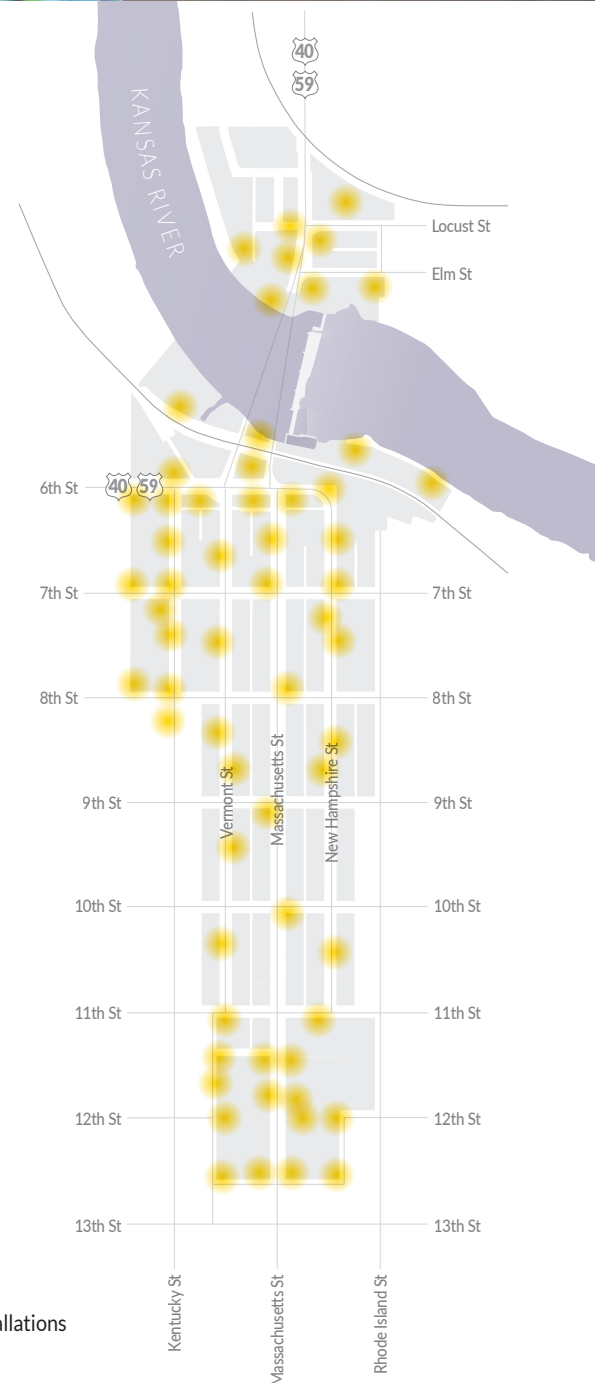 40
59
KANSAS RIVER
Locust St
Elm St
6th St
40 59
7th St
7th St
8th St
8th St
Vermont St
Massachusetts St
New Hampshire St
9th St
9th St
10th St
10th St
11th St
11th St
12th St
12th St
13th St
13th St
Kentucky St
Massachusetts St
Rhode Island St
allations